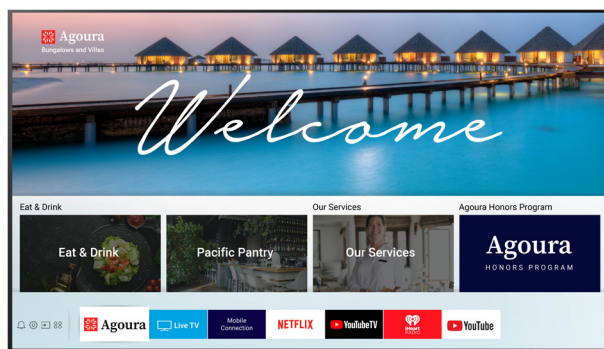 Agoura
Bungalows and Villas
Welcome
Eat & Drink
Our Services
Agoura Honors Program
Eat & Drink
Pacific Pantry
Our Services
Agoura
HONORS PROGRAM
Agoura
Live TV
Mobile
Connection
NETFLIX
YouTubeTV
iHeart
RADIO
YouTube